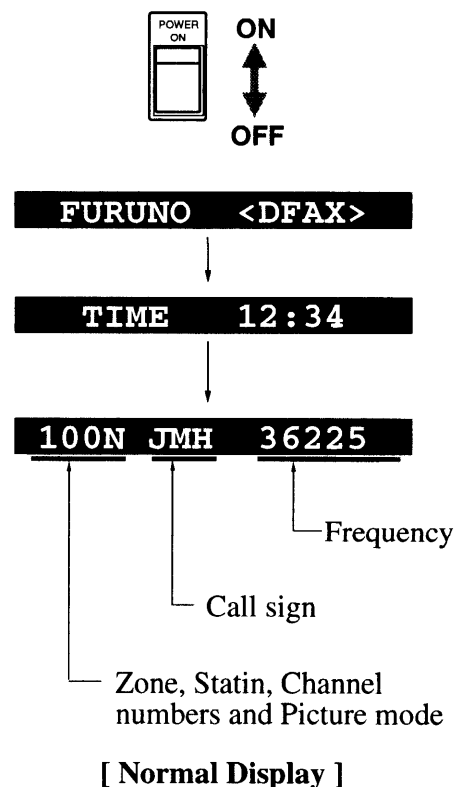 POWER
ON
ON
OFF
FURUNO <DFAX>
TIME 12:34
100N JMH 36225
Frequency
Call sign
Zone, Statin, Channel
numbers and Picture mode
[ Normal Display ]